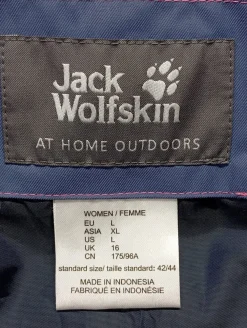 Jack
Wolfskin
AT HOME OUTDOORS
WOMEN / FEMME
EU L
ASIA XL
US L
UK 16
CN 175/96A
standard size/ taille standard: 42/44
MADE IN INDONESIA
FABRIQUÉ EN INDONÉSIE